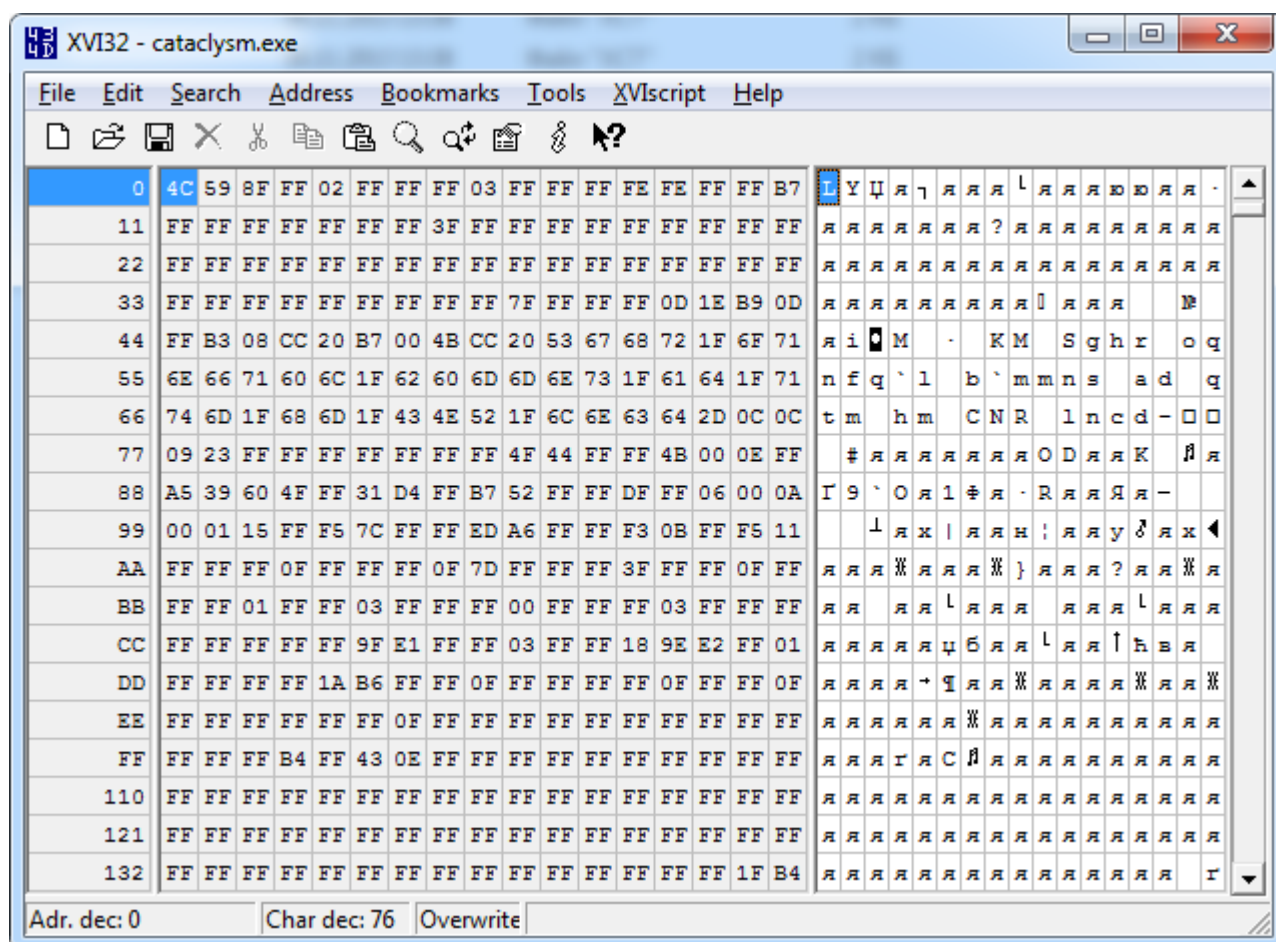 XVI32 - cataclysm.exe
File Edit Search Address Bookmarks Tools XVIscript Help
0 4C 59 8F FF 02 FF FF FF 03 FF FF FF FE FE FF FF B7 L Y Џ я ┐ я я я └ я я я ю ю я я ·
11 FF FF FF FF FF FF FF 3F FF FF FF FF FF FF FF FF FF я я я я я я я ? я я я я я я я я я
22 FF FF FF FF FF FF FF FF FF FF FF FF FF FF FF FF FF я я я я я я я я я я я я я я я я я
33 FF FF FF FF FF FF FF FF FF 7F FF FF FF 0D 1E B9 0D я я я я я я я я я я я я №
44 FF B3 08 CC 20 B7 00 4B CC 20 53 67 68 72 1F 6F 71 я і ◘ М · K М S g h r o q
55 6E 66 71 60 6C 1F 62 60 6D 6D 6E 73 1F 61 64 1F 71 n f q ` l b ` m m n s a d q
66 74 6D 1F 68 6D 1F 43 4E 52 1F 6C 6E 63 64 2D 0C 0C t m h m C N R l n c d - □ □
77 09 23 FF FF FF FF FF FF FF 4F 44 FF FF 4B 00 0E FF # я я я я я я я O D я я K ♫ я
88 A5 39 60 4F FF 31 D4 FF B7 52 FF FF DF FF 06 00 0A Ґ 9 ` O я 1 Ф я · R я я Я я −
99 00 01 15 FF F5 7C FF FF ED A6 FF FF F3 0B FF F5 11 ┴ я х | я я н ¦ я я у ♂ я х ◄
AA FF FF FF 0F FF FF FF 0F 7D FF FF FF 3F FF FF 0F FF я я я ※ я я я ※ } я я я ? я я ※ я
BB FF FF 01 FF FF 03 FF FF FF 00 FF FF FF 03 FF FF FF я я я я └ я я я я я я └ я я я
CC FF FF FF FF FF 9F E1 FF FF 03 FF FF 18 9E E2 FF 01 я я я я я џ б я я └ я я ↑ ћ в я
DD FF FF FF FF 1A B6 FF FF 0F FF FF FF FF 0F FF FF 0F я я я я → ¶ я я ※ я я я я ※ я я ※
EE FF FF FF FF FF FF 0F FF FF FF FF FF FF FF FF FF FF я я я я я я ※ я я я я я я я я я я
FF FF FF FF B4 FF 43 0E FF FF FF FF FF FF FF FF FF FF я я я ґ я C ♫ я я я я я я я я я я
110 FF FF FF FF FF FF FF FF FF FF FF FF FF FF FF FF FF я я я я я я я я я я я я я я я я я
121 FF FF FF FF FF FF FF FF FF FF FF FF FF FF FF FF FF я я я я я я я я я я я я я я я я я
132 FF FF FF FF FF FF FF FF FF FF FF FF FF FF FF 1F B4 я я я я я я я я я я я я я я я ґ
Adr. dec: 0 Char dec: 76 Overwrite